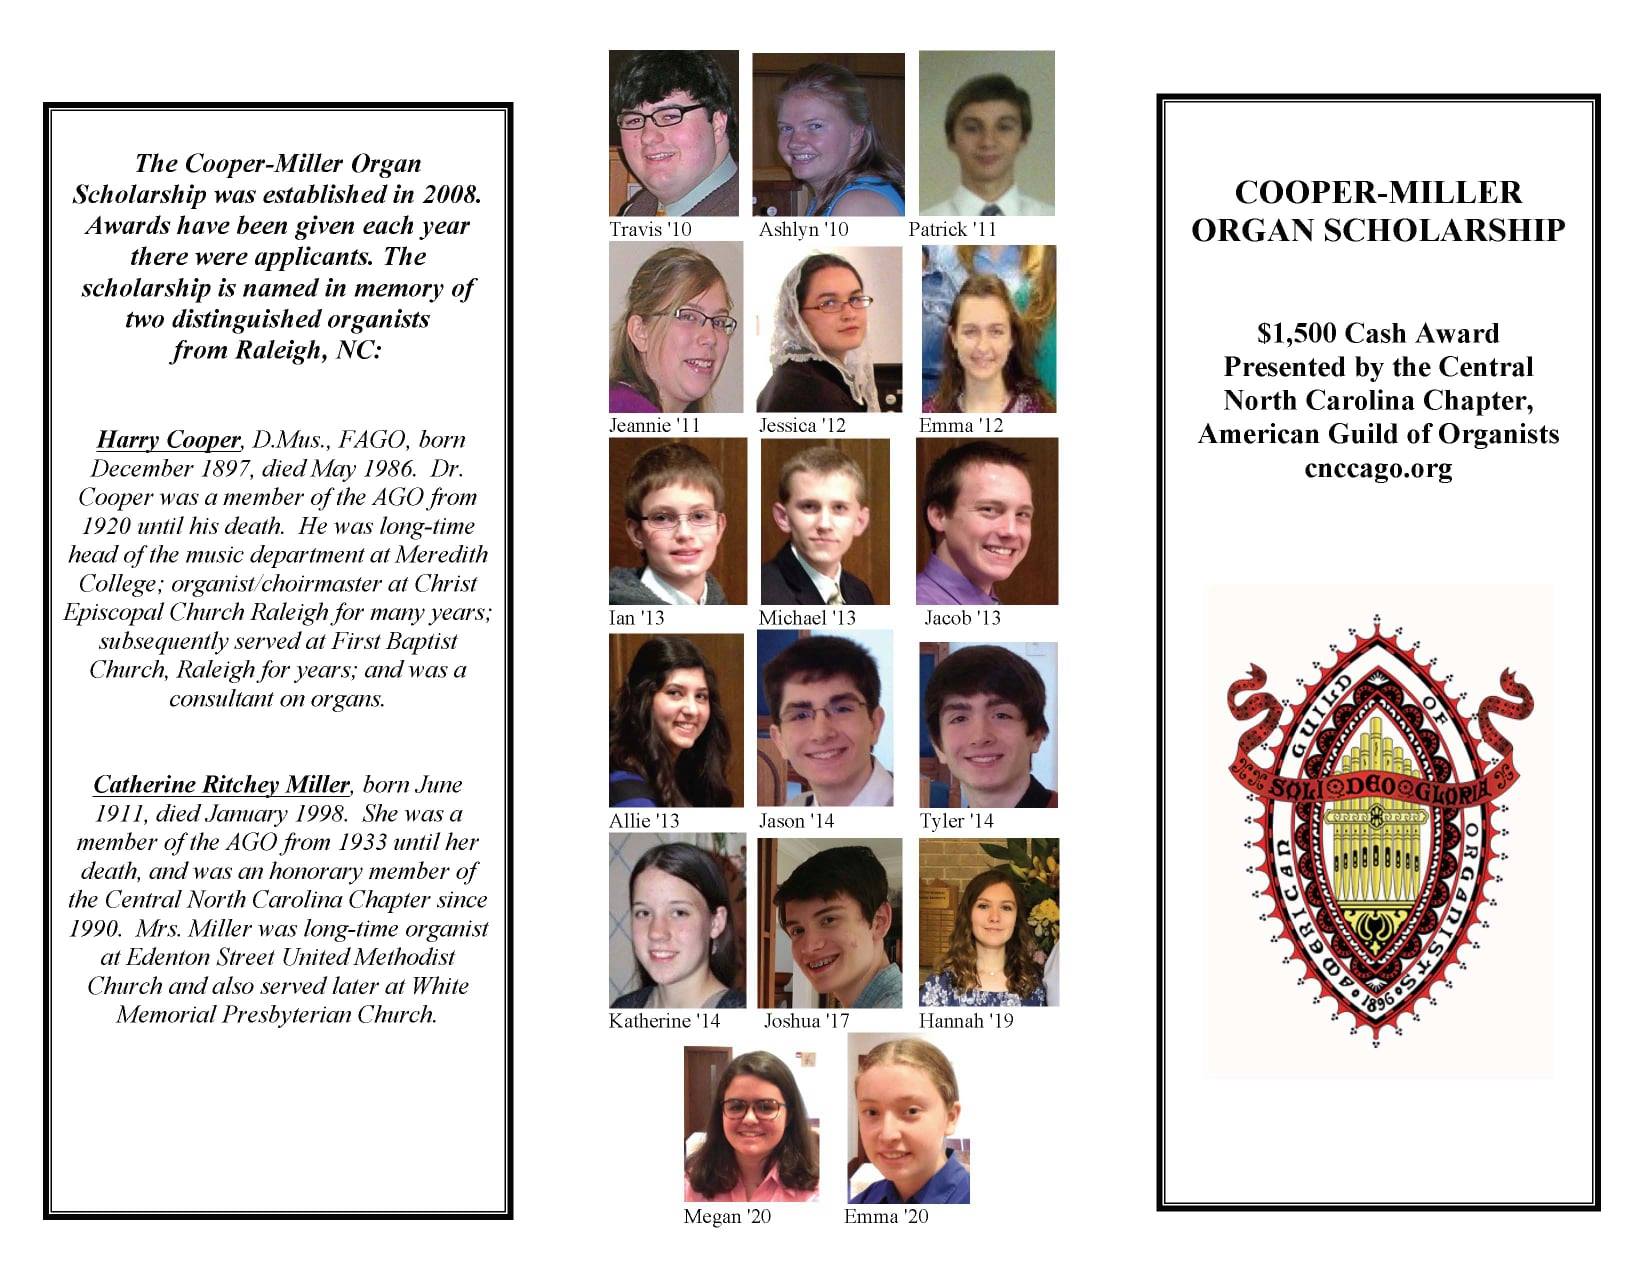 The Cooper-Miller Organ
Scholarship was established in 2008.
Awards have been given each year
there were applicants. The
scholarship is named in memory of
two distinguished organists
from Raleigh, NC:
Harry Cooper, D.Mus., FAGO, born
December 1897, died May 1986. Dr.
Cooper was a member of the AGO from
1920 until his death. He was long-time
head of the music department at Meredith
College; organist/choirmaster at Christ
Episcopal Church Raleigh for many years;
subsequently served at First Baptist
Church, Raleigh for years; and was a
consultant on organs.
Catherine Ritchey Miller, born June
1911, died January 1998. She was a
member of the AGO from 1933 until her
death, and was an honorary member of
the Central North Carolina Chapter since
1990. Mrs. Miller was long-time organist
at Edenton Street United Methodist
Church and also served later at White
Memorial Presbyterian Church.
Travis '10 Ashlyn '10 Patrick '11
Jeannie '11 Jessica '12 Emma '12
Ian '13 Michael '13 Jacob '13
Allie '13 Jason '14 Tyler '14
Katherine '14 Joshua '17 Hannah '19
Megan '20 Emma '20
COOPER-MILLER
ORGAN SCHOLARSHIP
$1,500 Cash Award
Presented by the Central
North Carolina Chapter,
American Guild of Organists
cnccago.org
AMERICAN GUILD OF ORGANISTS
SOLI DEO GLORIA
1896